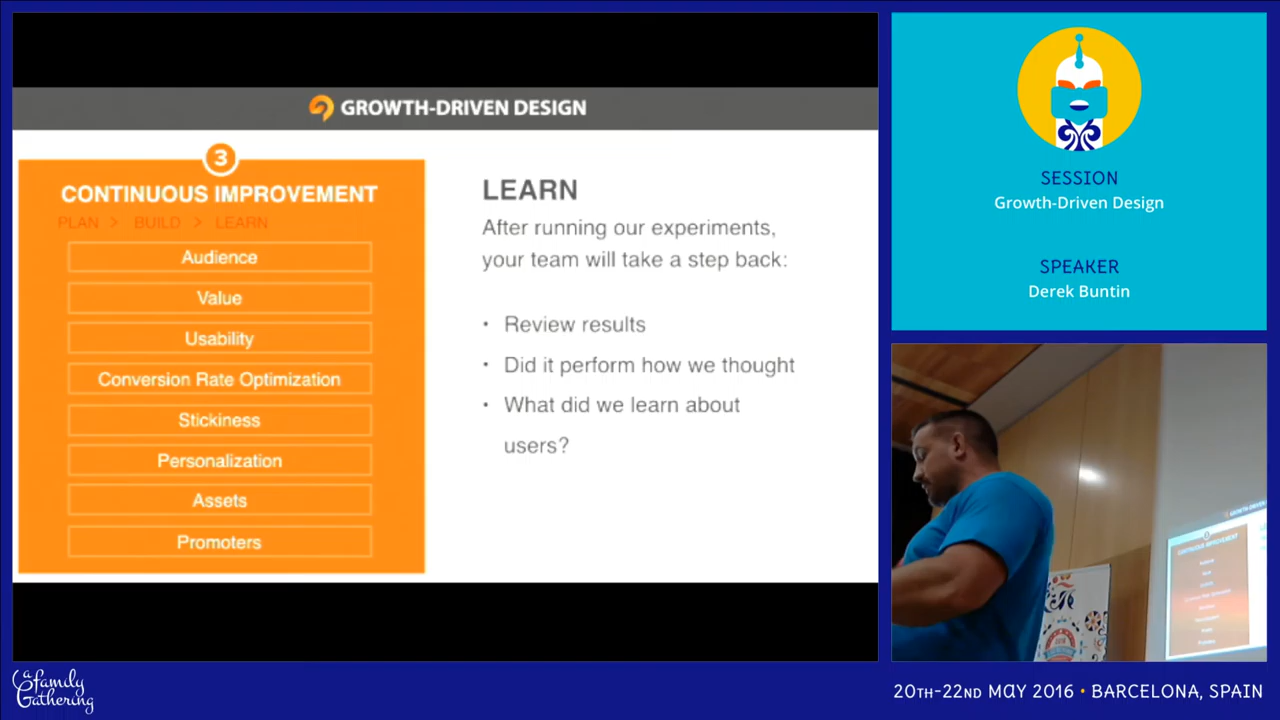 GROWTH-DRIVEN DESIGN
3
CONTINUOUS IMPROVEMENT
PLAN > BUILD > LEARN
Audience
Value
Usability
Conversion Rate Optimization
Stickiness
Personalization
Assets
Promoters
LEARN
After running our experiments,
your team will take a step back:
• Review results
• Did it perform how we thought
• What did we learn about
users?
SESSION
Growth-Driven Design
SPEAKER
Derek Buntin
CONTINUOUS IMPROVEMENT
a family
Gathering
20TH-22ND MAY 2016 • BARCELONA, SPAIN